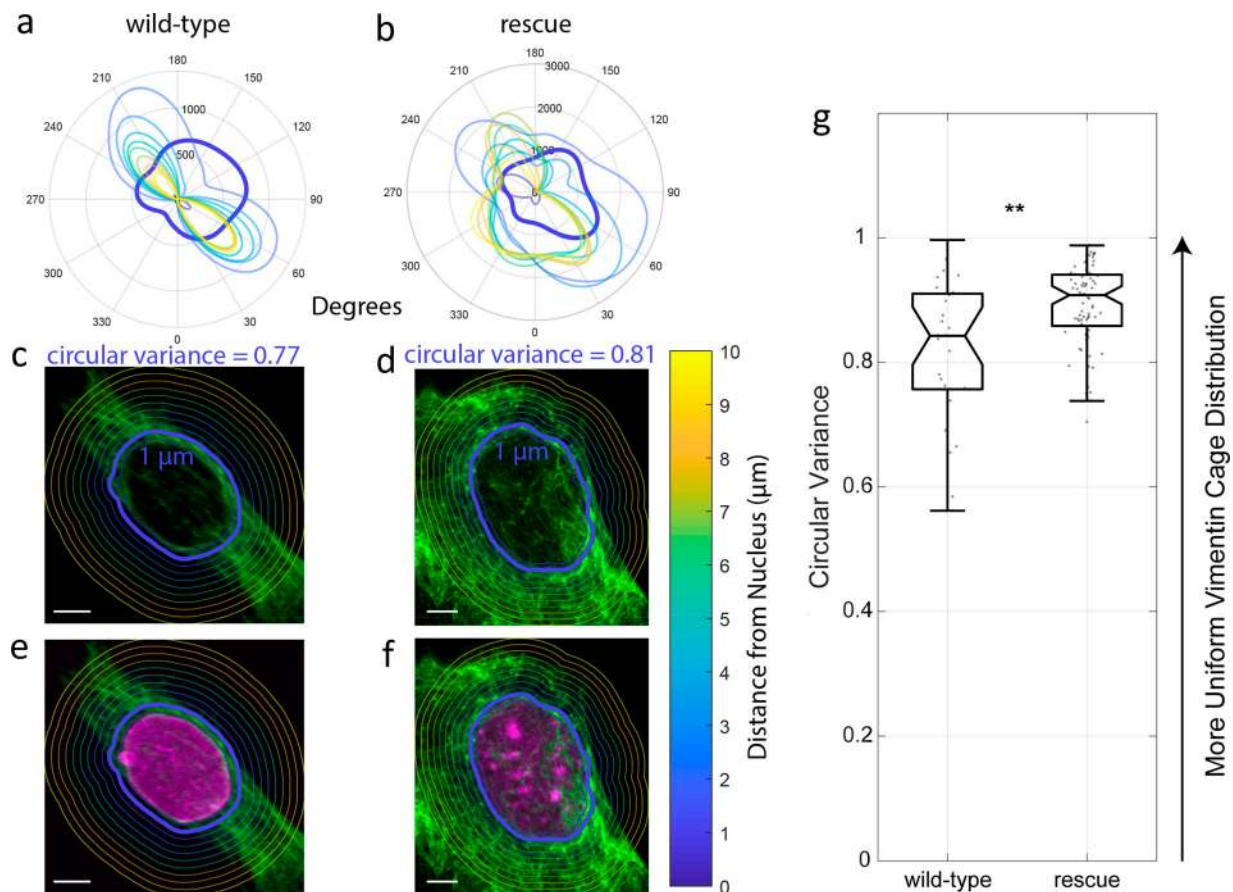 a
wild-type
180
210
150
240
1000
120
500
270
90
300
60
330
30
0
b
rescue
180
210
3000
150
2000
240
120
1000
270
0
90
300
60
330
30
0
Degrees
c
circular variance = 0.77
1 µm
d
circular variance = 0.81
1 µm
e
f
10
9
8
7
6
5
4
3
2
1
0
Distance from Nucleus (µm)
g
**
1
0.8
0.6
0.4
0.2
0
Circular Variance
wild-type
rescue
More Uniform Vimentin Cage Distribution